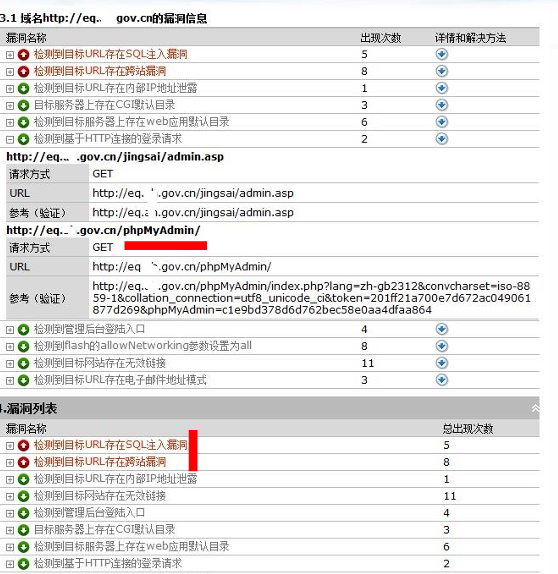 3.1 域名http://eq. gov.cn的漏洞信息
漏洞名称 出现次数 详情和解决方法
检测到目标URL存在SQL注入漏洞 5
检测到目标URL存在跨站漏洞 8
检测到目标URL存在内部IP地址泄露 1
目标服务器上存在CGI默认目录 3
检测到目标服务器上存在web应用默认目录 6
检测到基于HTTP连接的登录请求 2
http://eq. .gov.cn/jingsai/admin.asp
请求方式 GET
URL http://eq. .gov.cn/jingsai/admin.asp
参考（验证） http://eq. .gov.cn/jingsai/admin.asp
http://eq. .gov.cn/phpMyAdmin/
请求方式 GET
URL http://eq. .gov.cn/phpMyAdmin/
http://eq. .gov.cn/phpMyAdmin/index.php?lang=zh-gb2312&convcharset=iso-88
参考（验证） 59-1&collation_connection=utf8_unicode_ci&token=201ff21a700e7d672ac049061
877d269&phpMyAdmin=c1e9bd378d6d762bec58e0aa4dfaa864
检测到管理后台登陆入口 4
检测到flash的allowNetworking参数设置为all 8
检测到目标网站存在无效链接 11
检测到目标URL存在电子邮件地址模式 3
4.漏洞列表
漏洞名称 总出现次数
检测到目标URL存在SQL注入漏洞 5
检测到目标URL存在跨站漏洞 8
检测到目标URL存在内部IP地址泄露 1
检测到目标网站存在无效链接 11
检测到管理后台登陆入口 4
目标服务器上存在CGI默认目录 3
检测到目标服务器上存在web应用默认目录 6
检测到基于HTTP连接的登录请求 2